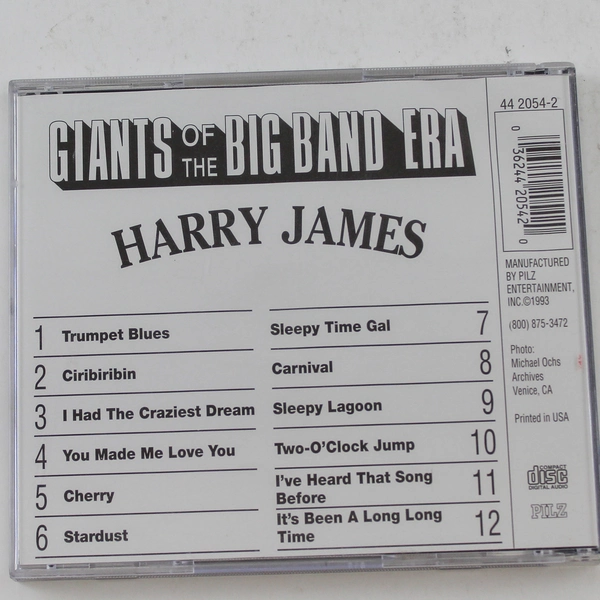 GIANTS OF THE BIG BAND ERA
HARRY JAMES
1 Trumpet Blues
2 Ciribiribin
3 I Had The Craziest Dream
4 You Made Me Love You
5 Cherry
6 Stardust
Sleepy Time Gal 7
Carnival 8
Sleepy Lagoon 9
Two-O'Clock Jump 10
I've Heard That Song
Before 11
It's Been A Long Long
Time 12
44 2054-2
0 36244 20542 0
MANUFACTURED
BY PILZ
ENTERTAINMENT,
INC.©1993
(800) 875-3472
Photo:
Michael Ochs
Archives
Venice, CA
Printed in USA
COMPACT
disc
DIGITAL AUDIO
PILZ